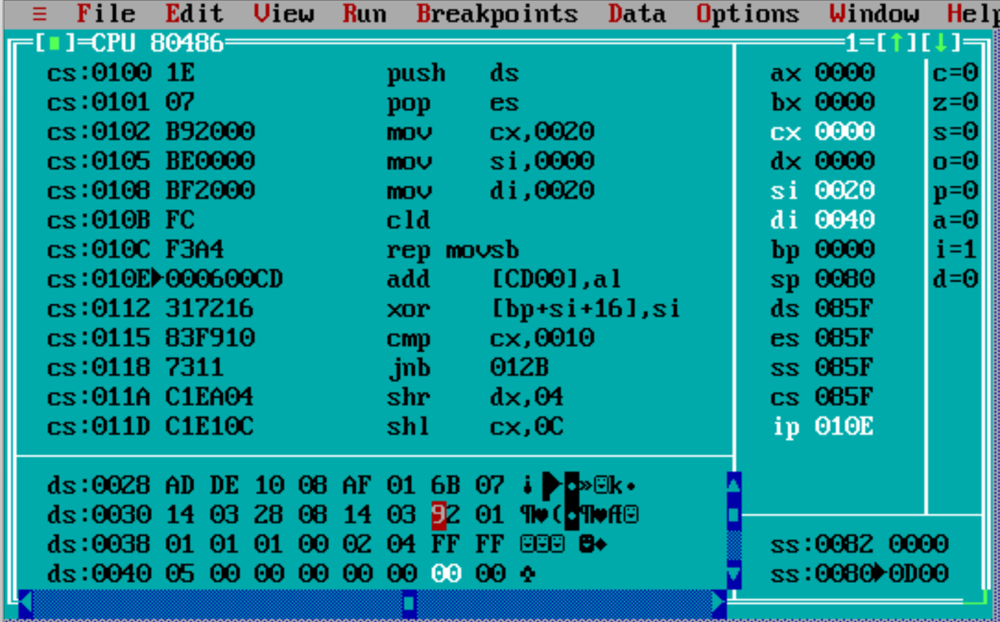 ≡ File Edit View Run Breakpoints Data Options Window Help
[■]=CPU 80486 1=[↑][↓]
cs:0100 1E push ds
cs:0101 07 pop es
cs:0102 B92000 mov cx,0020
cs:0105 BE0000 mov si,0000
cs:0108 BF2000 mov di,0020
cs:010B FC cld
cs:010C F3A4 rep movsb
cs:010E►000600CD add [CD00],al
cs:0112 317216 xor [bp+si+16],si
cs:0115 83F910 cmp cx,0010
cs:0118 7311 jnb 012B
cs:011A C1EA04 shr dx,04
cs:011D C1E10C shl cx,0C
ax 0000 c=0
bx 0000 z=0
cx 0000 s=0
dx 0000 o=0
si 0020 p=0
di 0040 a=0
bp 0000 i=1
sp 0080 d=0
ds 085F
es 085F
ss 085F
cs 085F
ip 010E
ds:0028 AD DE 10 08 AF 01 6B 07 ¡►◘»☺k•
ds:0030 14 03 28 08 14 03 92 01 ¶♥(◘¶♥Æ☺
ds:0038 01 01 01 00 02 04 FF FF ☺☺☺ ☻♦
ds:0040 05 00 00 00 00 00 00 00 ♣
ss:0082 0000
ss:0080►0D00